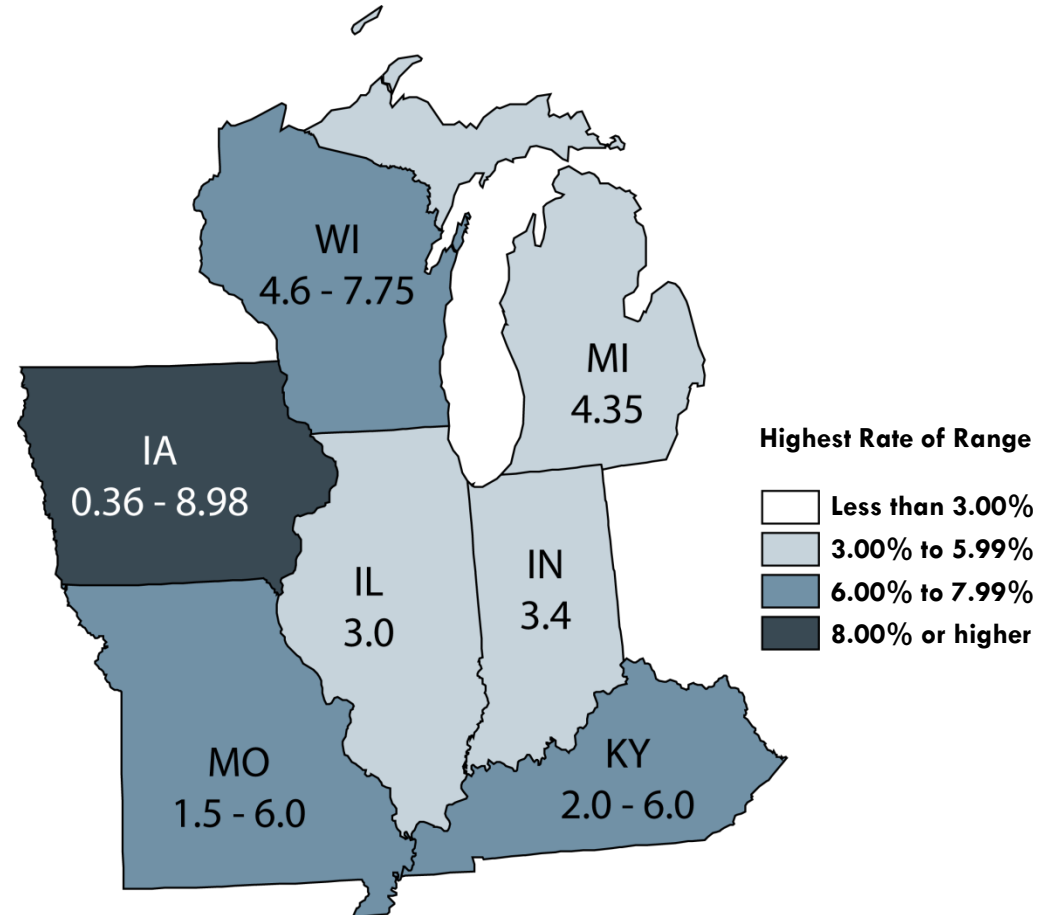 WI
4.6 - 7.75
MI
4.35
IA
0.36 - 8.98
IL
3.0
IN
3.4
MO
1.5 - 6.0
KY
2.0 - 6.0
Highest Rate of Range
Less than 3.00%
3.00% to 5.99%
6.00% to 7.99%
8.00% or higher